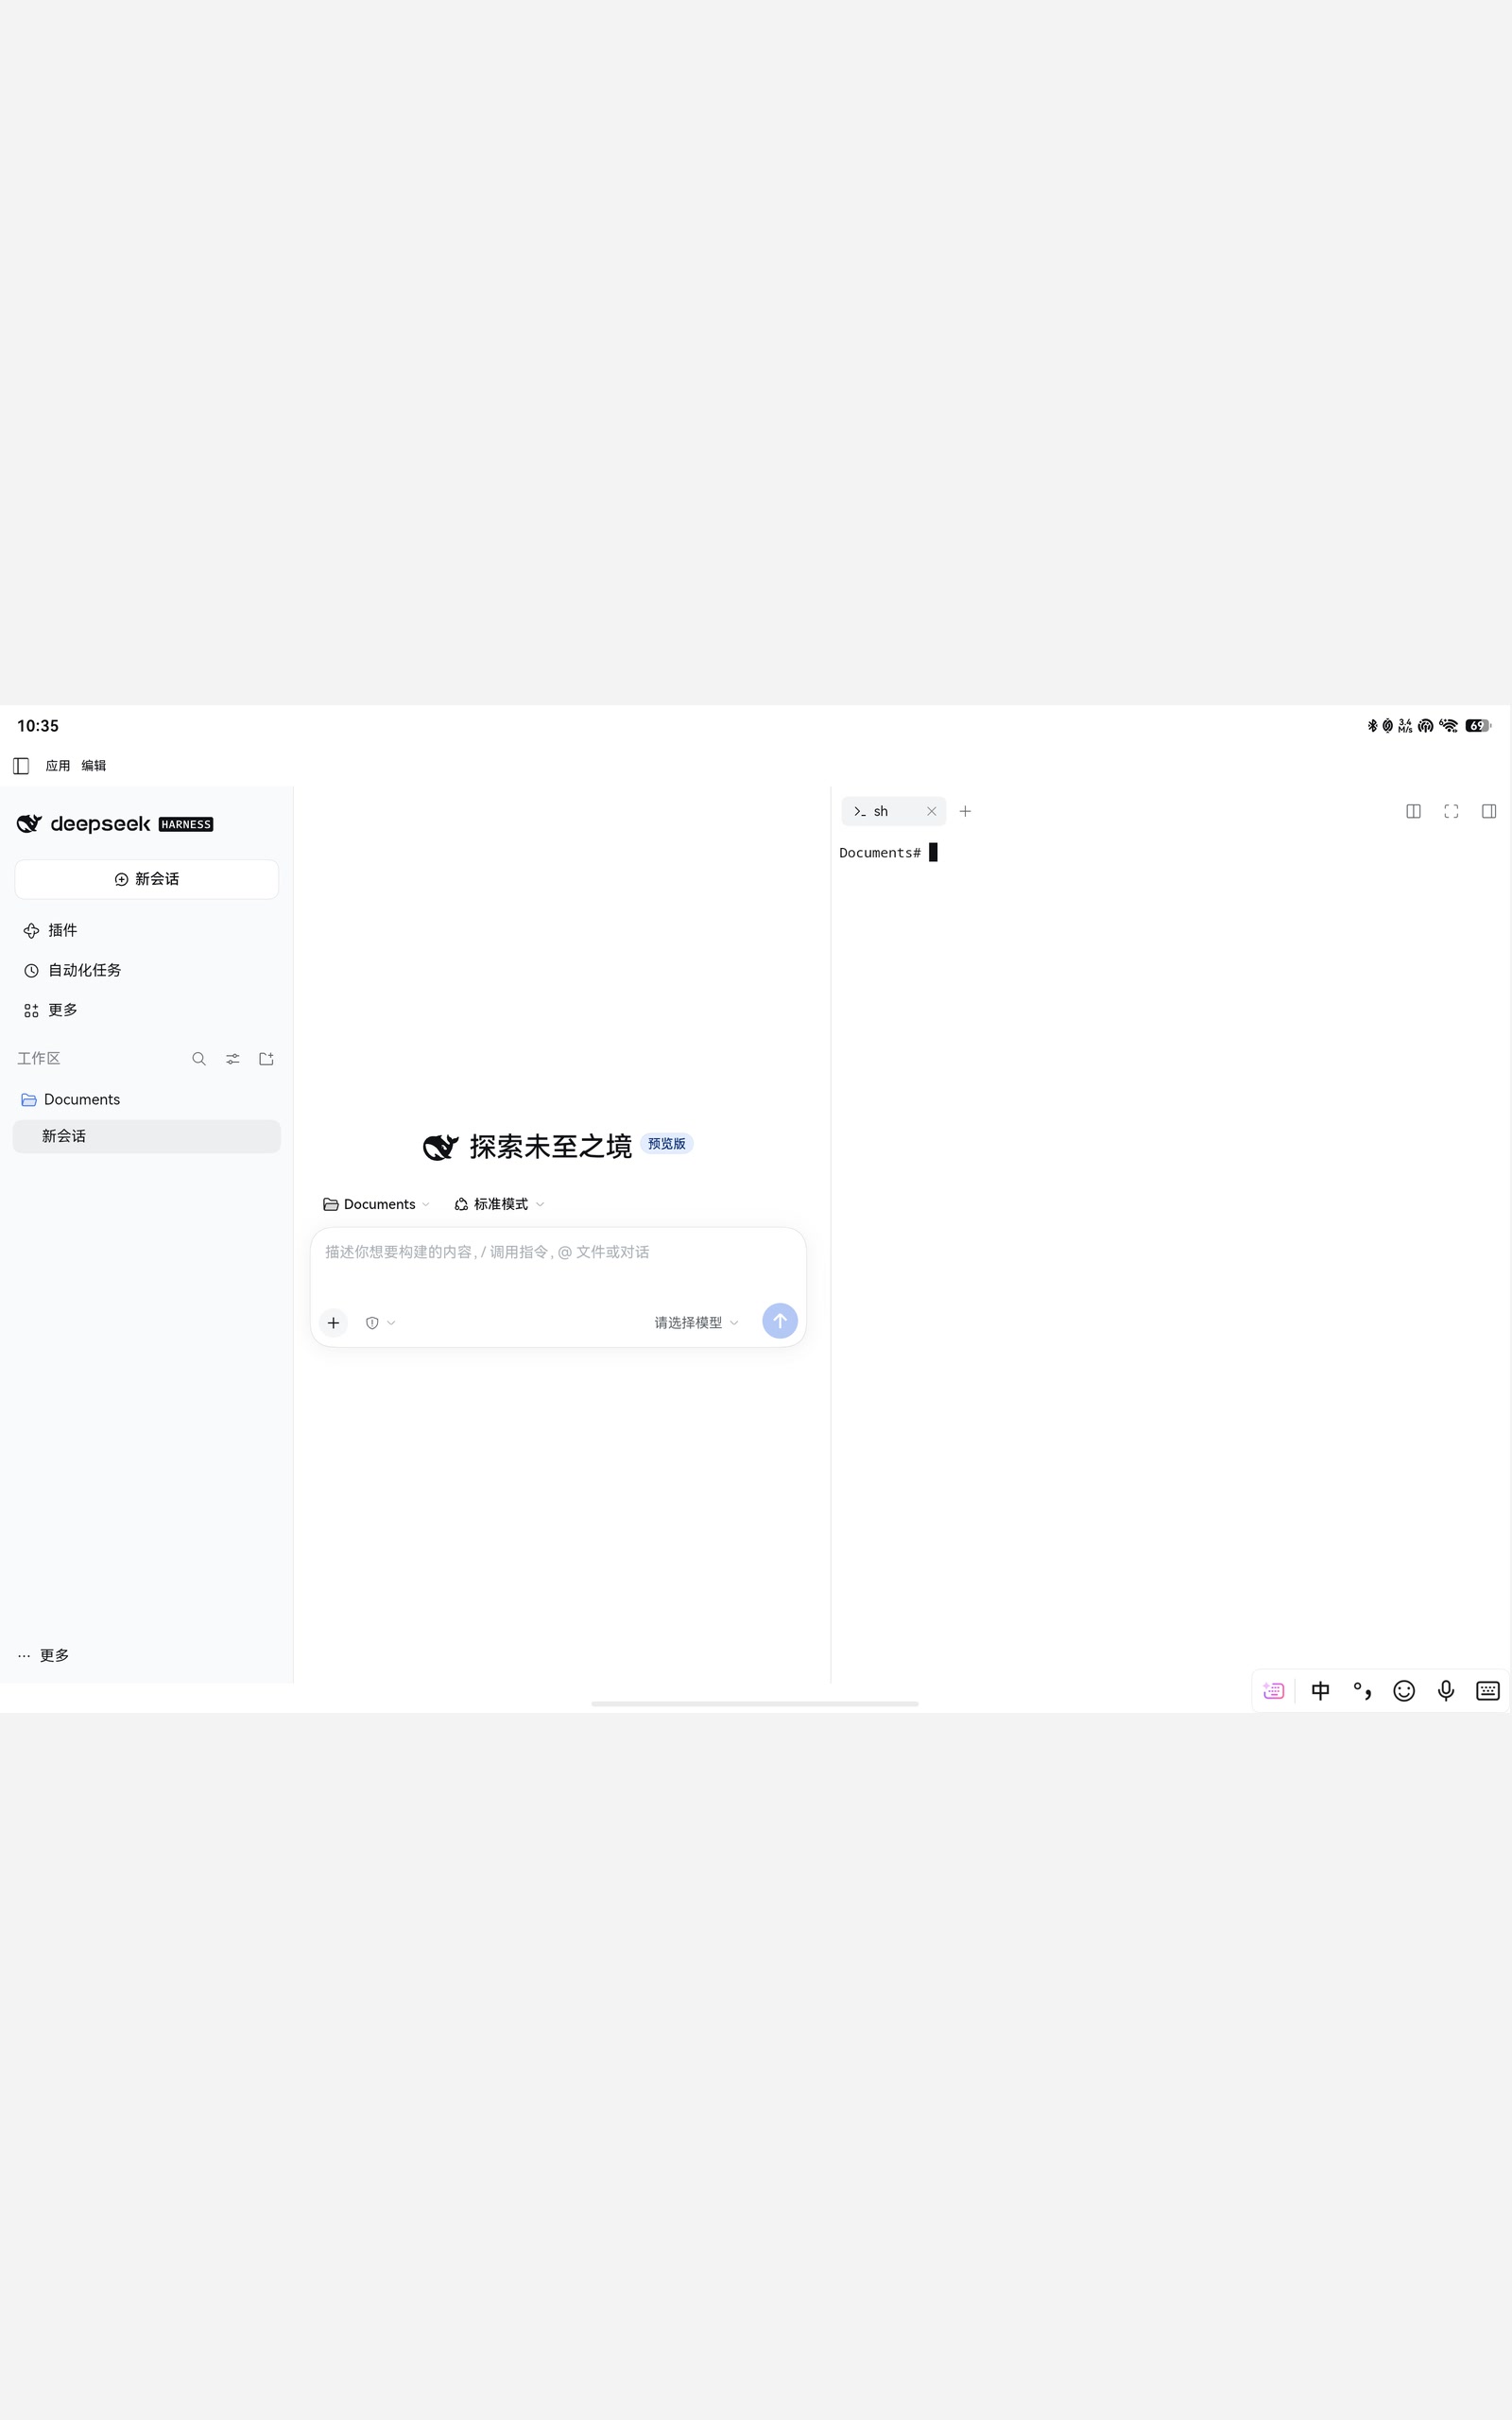 10:35
3.4 M/s
69
应用 编辑
deepseek HARNESS
新会话
插件
自动化任务
更多
工作区
Documents
新会话
更多
探索未至之境 预览版
Documents 标准模式
描述你想要构建的内容, / 调用指令, @ 文件或对话
请选择模型
sh
Documents#
中